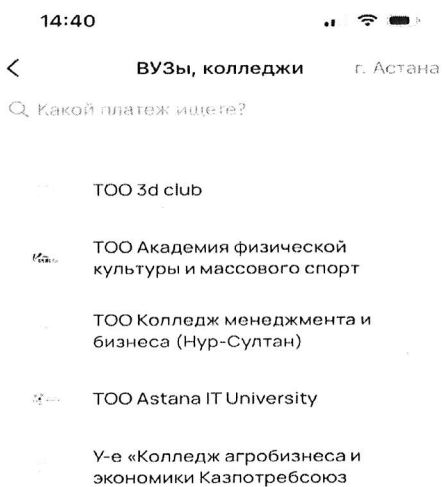 14:40
ВУЗы, колледжи
г. Астана
Какой платеж ищете?
ТОО 3d club
ТОО Академия физической
культуры и массового спорт
ТОО Колледж менеджмента и
бизнеса (Нур-Султан)
ТОО Astana IT University
У-е «Колледж агробизнеса и
экономики Казпотребсоюз